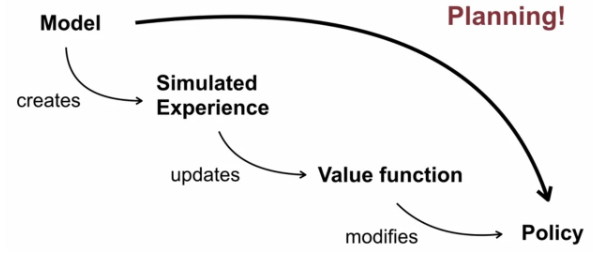 Planning!
Model
creates
Simulated
Experience
updates
Value function
modifies
Policy